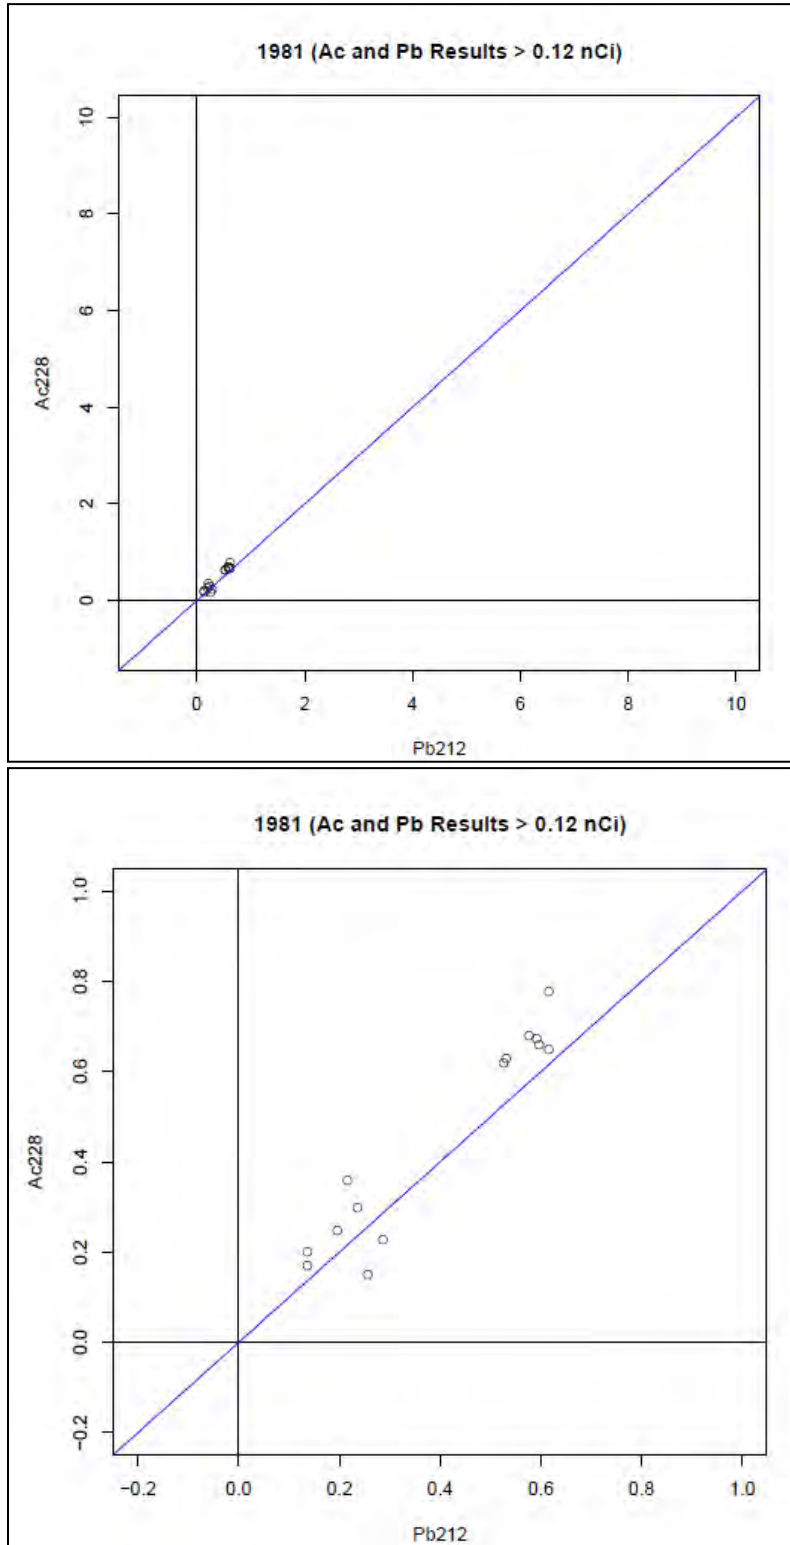 1981 (Ac and Pb Results > 0.12 nCi)
10
8
6
4
2
0
Ac228
0 2 4 6 8 10
Pb212
1981 (Ac and Pb Results > 0.12 nCi)
1.0
0.8
0.6
0.4
0.2
0.0
−0.2
Ac228
−0.2 0.0 0.2 0.4 0.6 0.8 1.0
Pb212